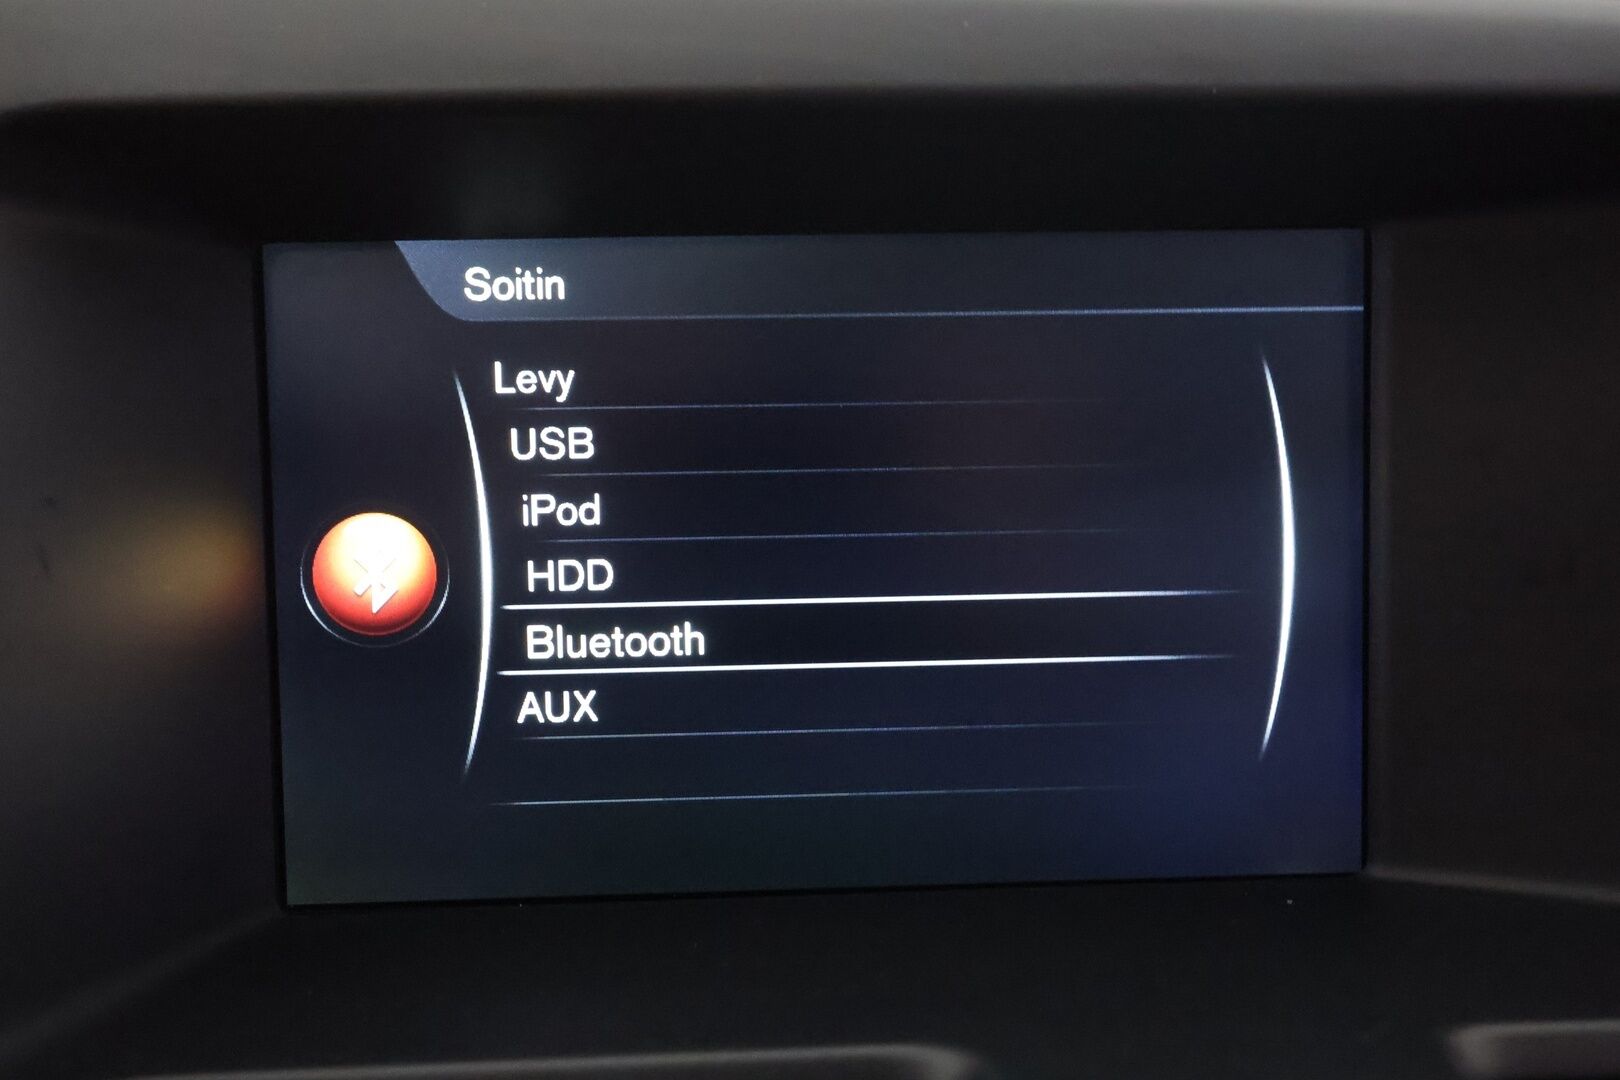 Soitin
Levy
USB
iPod
HDD
Bluetooth
AUX